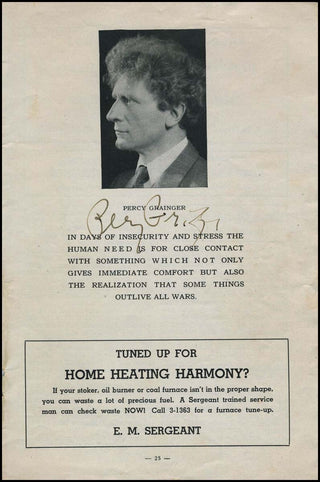 PERCY GRAINGER
Percy Grainger
IN DAYS OF INSECURITY AND STRESS THE
HUMAN NEED IS FOR CLOSE CONTACT
WITH SOMETHING WHICH NOT ONLY
GIVES IMMEDIATE COMFORT BUT ALSO
THE REALIZATION THAT SOME THINGS
OUTLIVE ALL WARS.
TUNED UP FOR
HOME HEATING HARMONY?
If your stoker, oil burner or coal furnace isn't in the proper shape,
you can waste a lot of precious fuel. A Sergeant trained service
man can check waste NOW! Call 3-1363 for a furnace tune-up.
E. M. SERGEANT
— 25 —